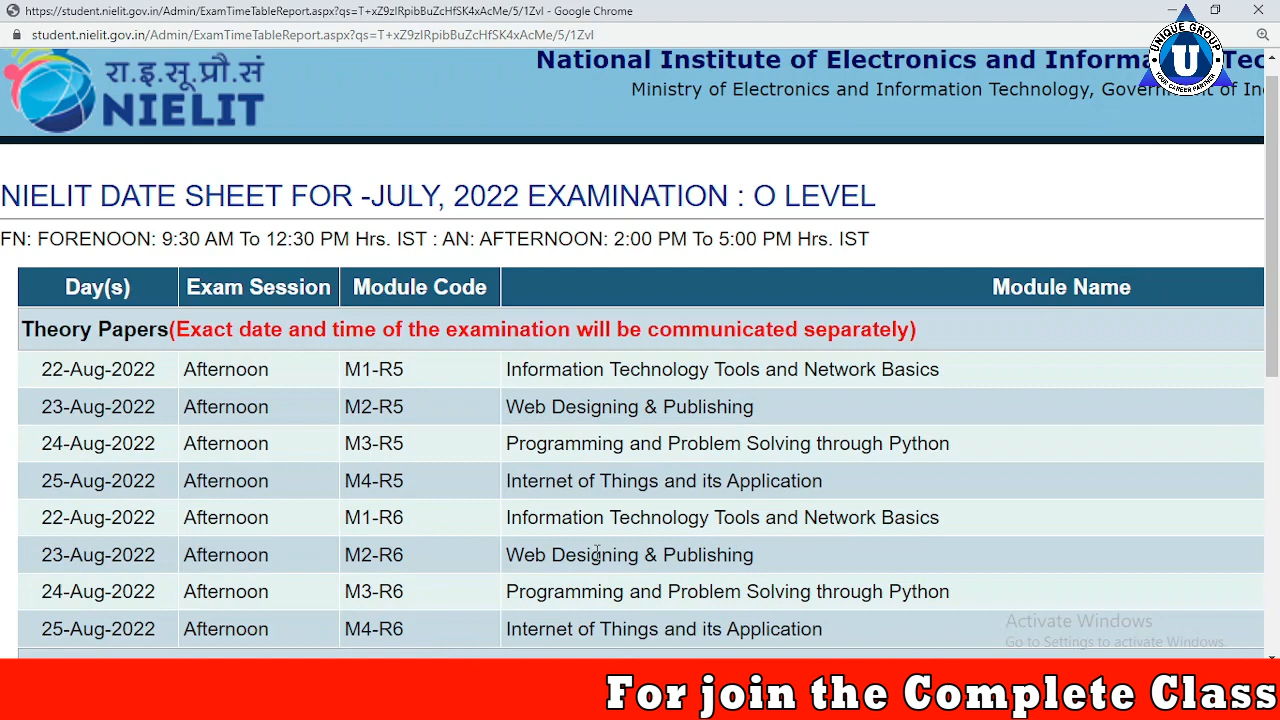 https://student.nielit.gov.in/Admin/ExamTimeTableReport.aspx?qs=T+xZ9zIRpibBuZcHfSK4xAcMe/5/1ZvI - Google Chrome
student.nielit.gov.in/Admin/ExamTimeTableReport.aspx?qs=T+xZ9zIRpibBuZcHfSK4xAcMe/5/1ZvI
UNIQUE GROUP
U
YOUR CAREER PARTNER
रा.इ.सू.प्रौ.सं
NIELIT
National Institute of Electronics and Informa Tec
Ministry of Electronics and Information Technology, Gover of In
NIELIT DATE SHEET FOR -JULY, 2022 EXAMINATION : O LEVEL
FN: FORENOON: 9:30 AM To 12:30 PM Hrs. IST : AN: AFTERNOON: 2:00 PM To 5:00 PM Hrs. IST
Day(s) Exam Session Module Code Module Name
Theory Papers(Exact date and time of the examination will be communicated separately)
22-Aug-2022 Afternoon M1-R5 Information Technology Tools and Network Basics
23-Aug-2022 Afternoon M2-R5 Web Designing & Publishing
24-Aug-2022 Afternoon M3-R5 Programming and Problem Solving through Python
25-Aug-2022 Afternoon M4-R5 Internet of Things and its Application
22-Aug-2022 Afternoon M1-R6 Information Technology Tools and Network Basics
23-Aug-2022 Afternoon M2-R6 Web Designing & Publishing
24-Aug-2022 Afternoon M3-R6 Programming and Problem Solving through Python
25-Aug-2022 Afternoon M4-R6 Internet of Things and its Application
Activate Windows
Go to Settings to activate Windows.
For join the Complete Class